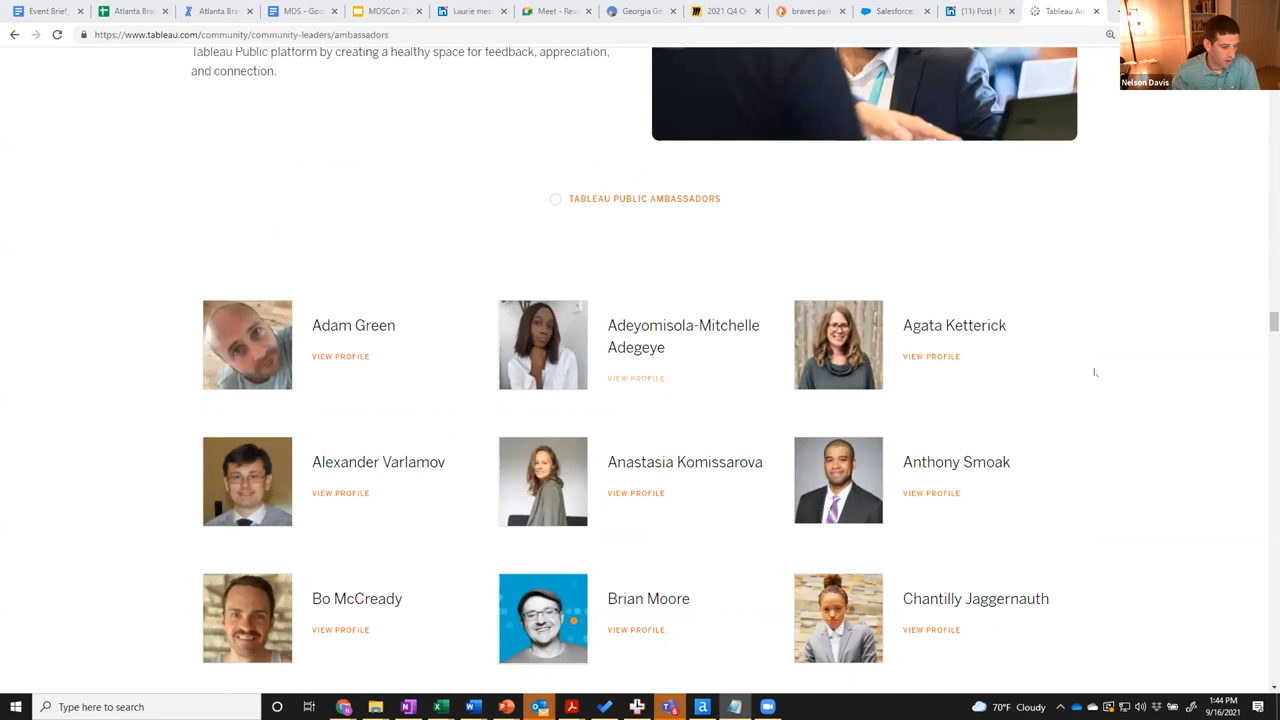 Event Brief_
Atlanta Bra
Atlanta Bra
MDS - Goo
MDSCon 20
Laurie mess
Meet - Rev
Georgia Ge
2021 Q4 Or
braves park
Salesforce:
(11) Post | F
Tableau Am
https://www.tableau.com/community/community-leaders/ambassadors
Nelson Davis
Tableau Public platform by creating a healthy space for feedback, appreciation,
and connection.
TABLEAU PUBLIC AMBASSADORS
Adam Green
VIEW PROFILE
Adeyomisola-Mitchelle
Adegeye
VIEW PROFILE
Agata Ketterick
VIEW PROFILE
Alexander Varlamov
VIEW PROFILE
Anastasia Komissarova
VIEW PROFILE
Anthony Smoak
VIEW PROFILE
Bo McCready
VIEW PROFILE
Brian Moore
VIEW PROFILE
Chantilly Jaggernauth
VIEW PROFILE
Type here to search
70°F Cloudy
1:44 PM
9/16/2021